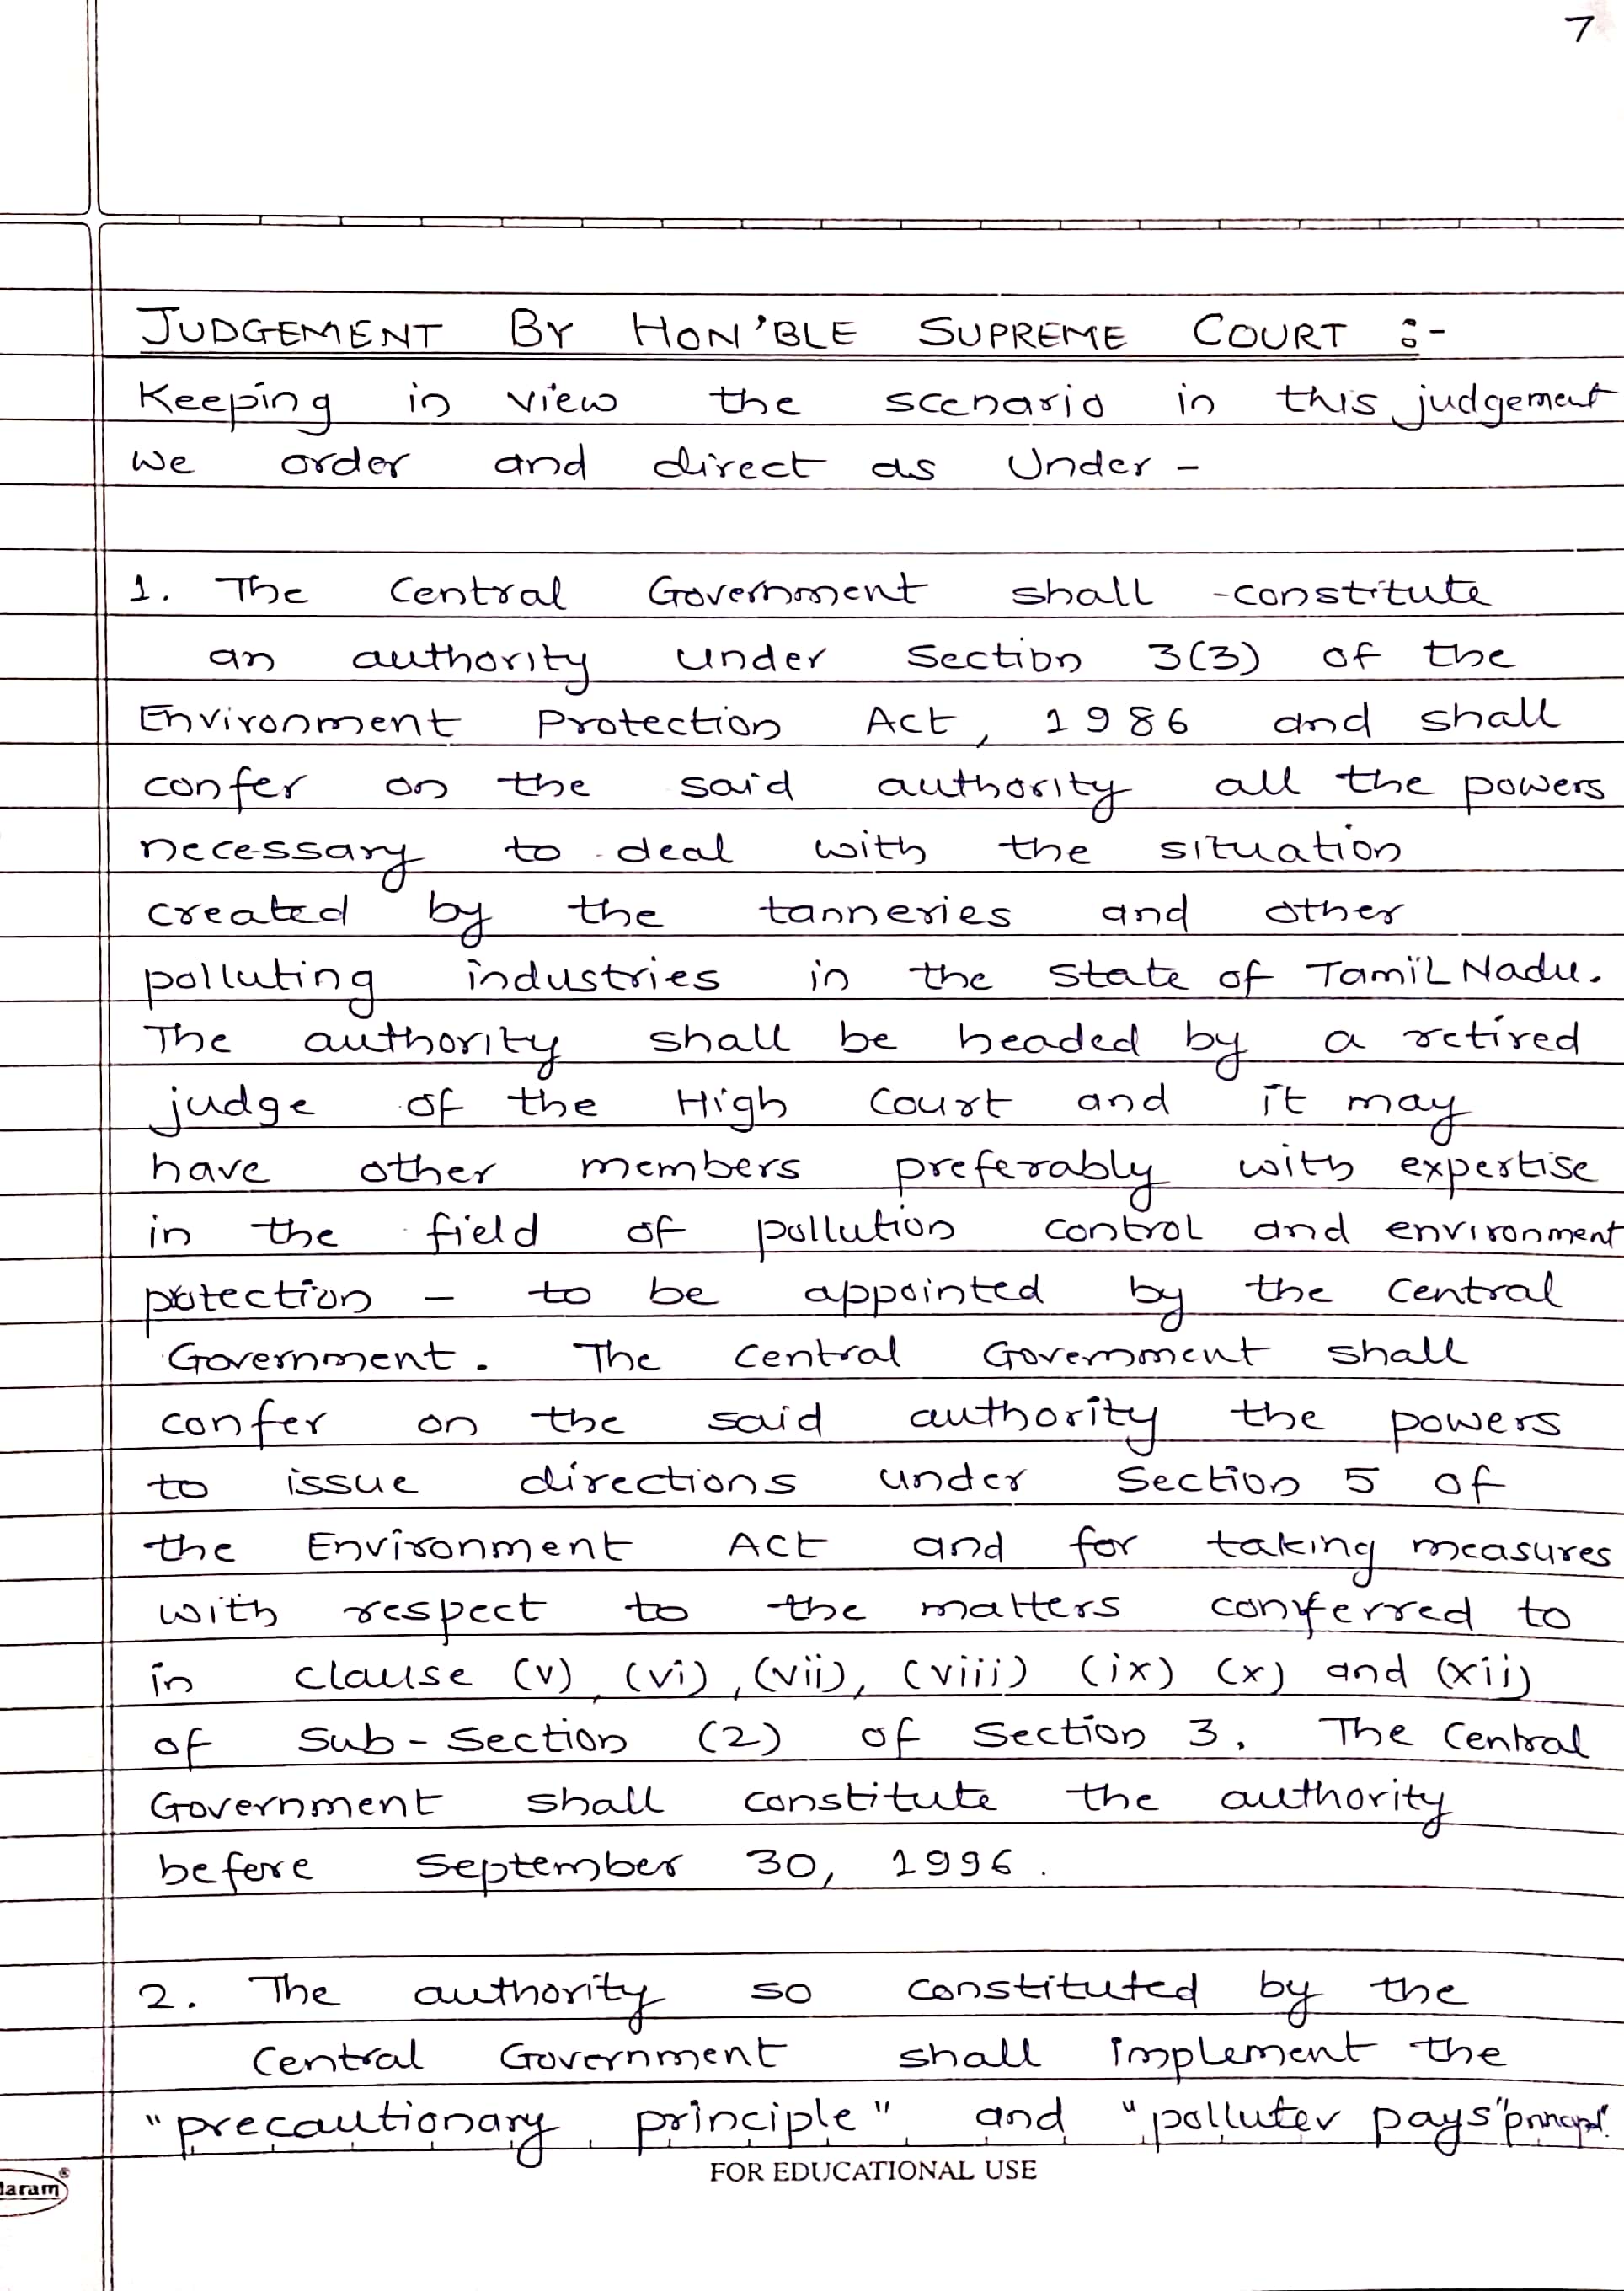 7
JUDGEMENT BY HON'BLE SUPREME COURT :-
Keeping in view the scenario in this judgement
we order and direct as Under -
1. The Central Government shall -constitute
an authority under Section 3(3) of the
Environment Protection Act, 1986 and shall
confer on the said authority all the powers
necessary to deal with the situation
created by the tanneries and other
polluting industries in the state of Tamil Nadu.
The authority shall be headed by a retired
judge of the High Court and it may
have other members preferably with expertise
in the field of pollution control and environment
protection - to be appointed by the Central
Government. The Central Government shall
confer on the said authority the powers
to issue directions under Section 5 of
the Environment Act and for taking measures
with respect to the matters conferred to
in clause (v), (vi), (vii), (viii) (ix) (x) and (xii)
of Sub-Section (2) of Section 3. The Central
Government shall constitute the authority
before September 30, 1996.
2. The authority so constituted by the
Central Government shall implement the
"precautionary principle" and "polluter pays"
FOR EDUCATIONAL USE
laram®